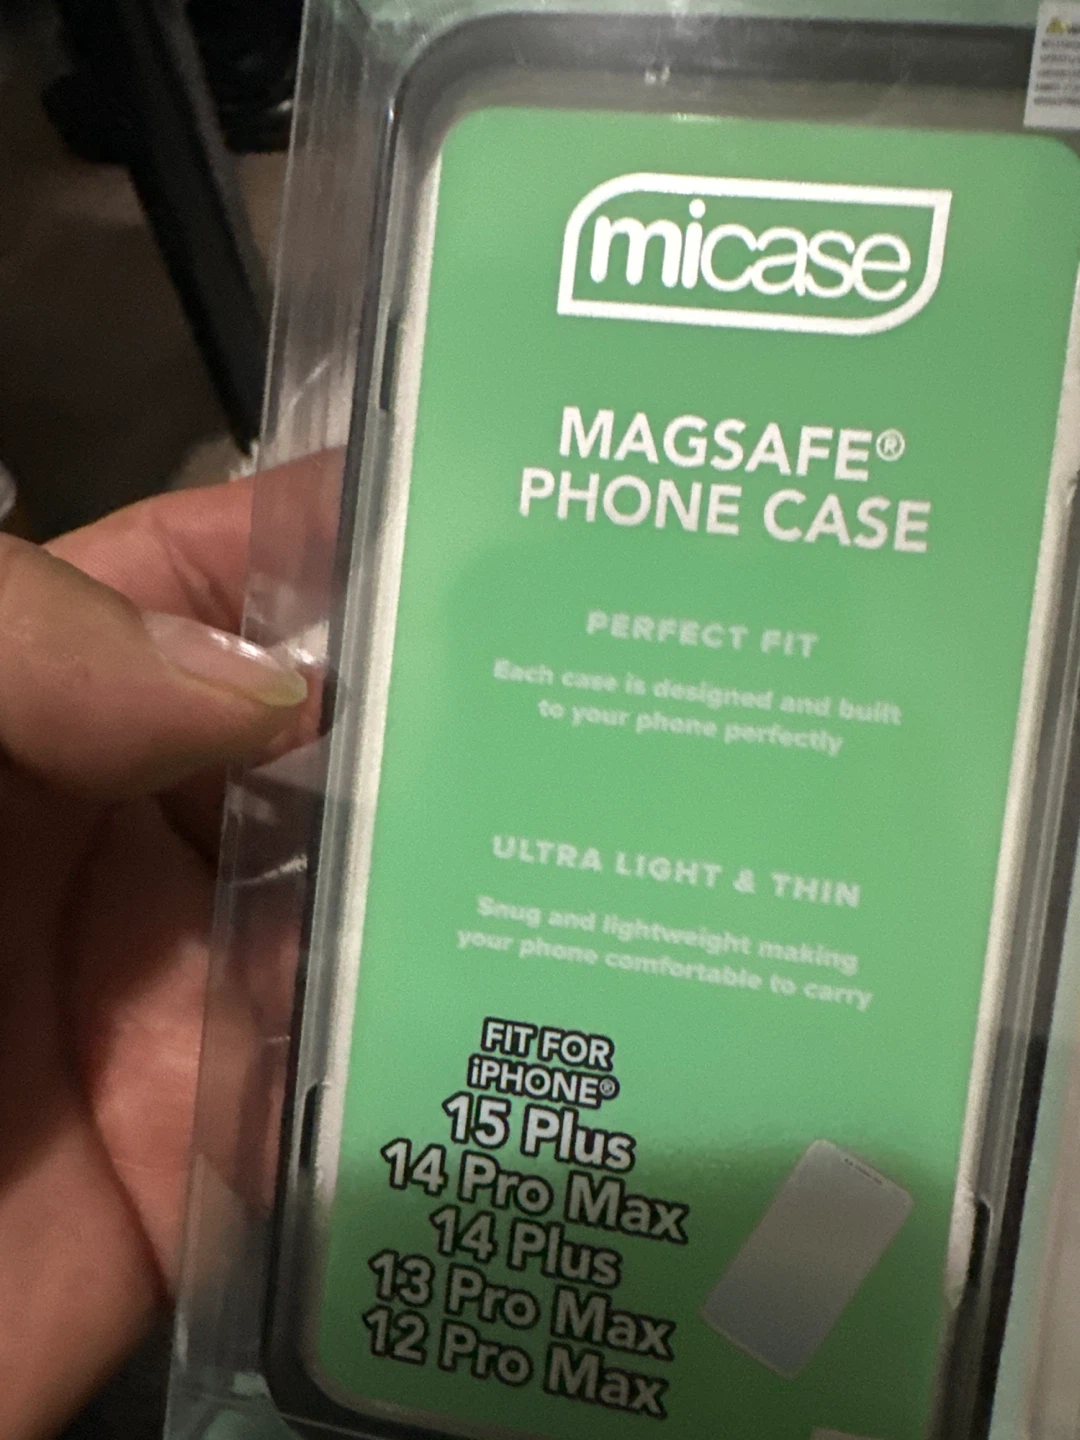 micase
MAGSAFE®
PHONE CASE
PERFECT FIT
Each case is designed and built
to your phone perfectly
ULTRA LIGHT & THIN
Snug and lightweight making
your phone comfortable to carry
FIT FOR
iPHONE®
15 Plus
14 Pro Max
14 Plus
13 Pro Max
12 Pro Max